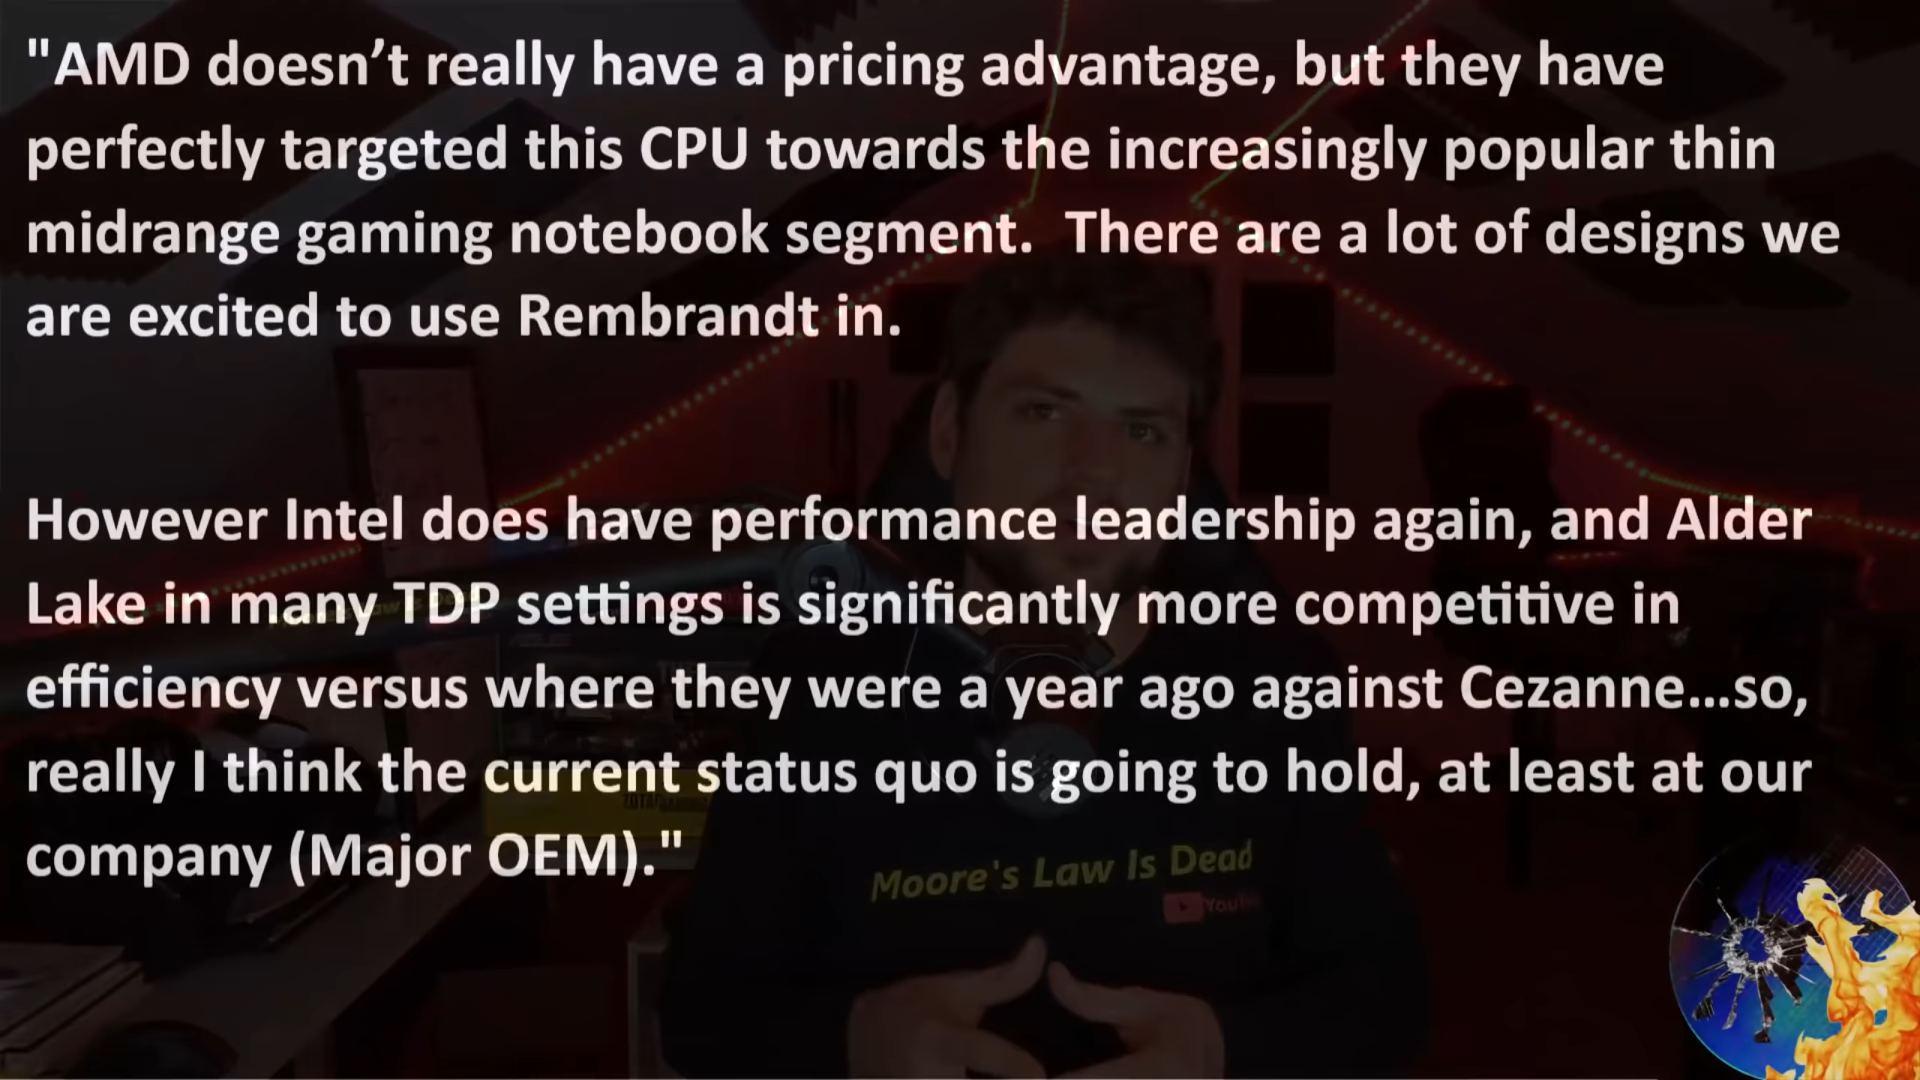 "AMD doesn’t really have a pricing advantage, but they have
perfectly targeted this CPU towards the increasingly popular thin
midrange gaming notebook segment.  There are a lot of designs we
are excited to use Rembrandt in.
However Intel does have performance leadership again, and Alder
Lake in many TDP settings is significantly more competitive in
efficiency versus where they were a year ago against Cezanne...so,
really I think the current status quo is going to hold, at least at our
company (Major OEM)."
Moore's Law Is Dead